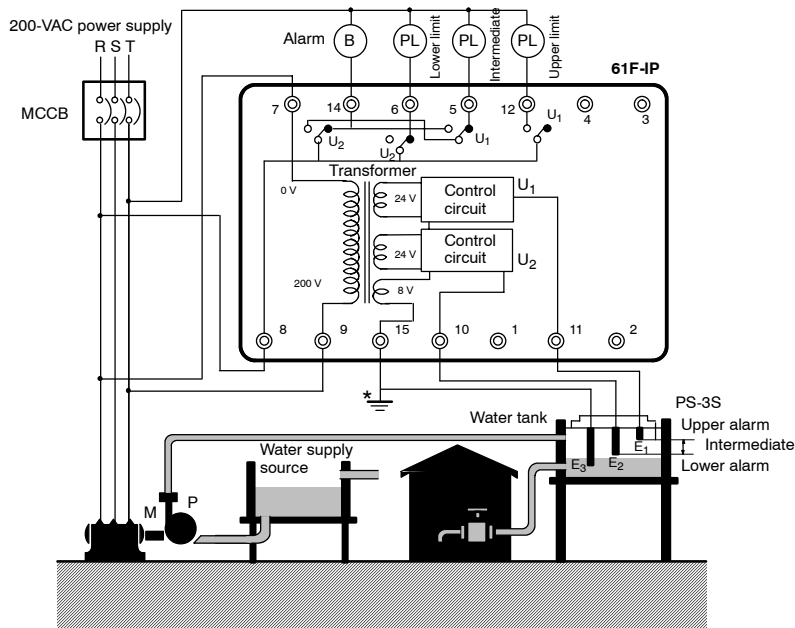 200-VAC power supply
R S T
MCCB
Alarm
B
PL
Lower limit
PL
Intermediate
PL
Upper limit
61F-IP
7
14
6
5
12
4
3
U2
U2
U1
U1
Transformer
0 V
200 V
24 V
Control
circuit
U1
24 V
Control
circuit
U2
8 V
8
9
15
10
1
11
2
*
PS-3S
Water tank
Upper alarm
Intermediate
Lower alarm
E1
E2
E3
Water supply
source
M
P